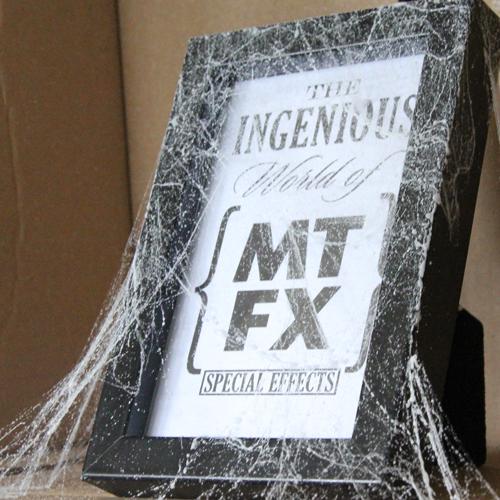 THE
INGENIOUS
World of
MT
FX
SPECIAL EFFECTS